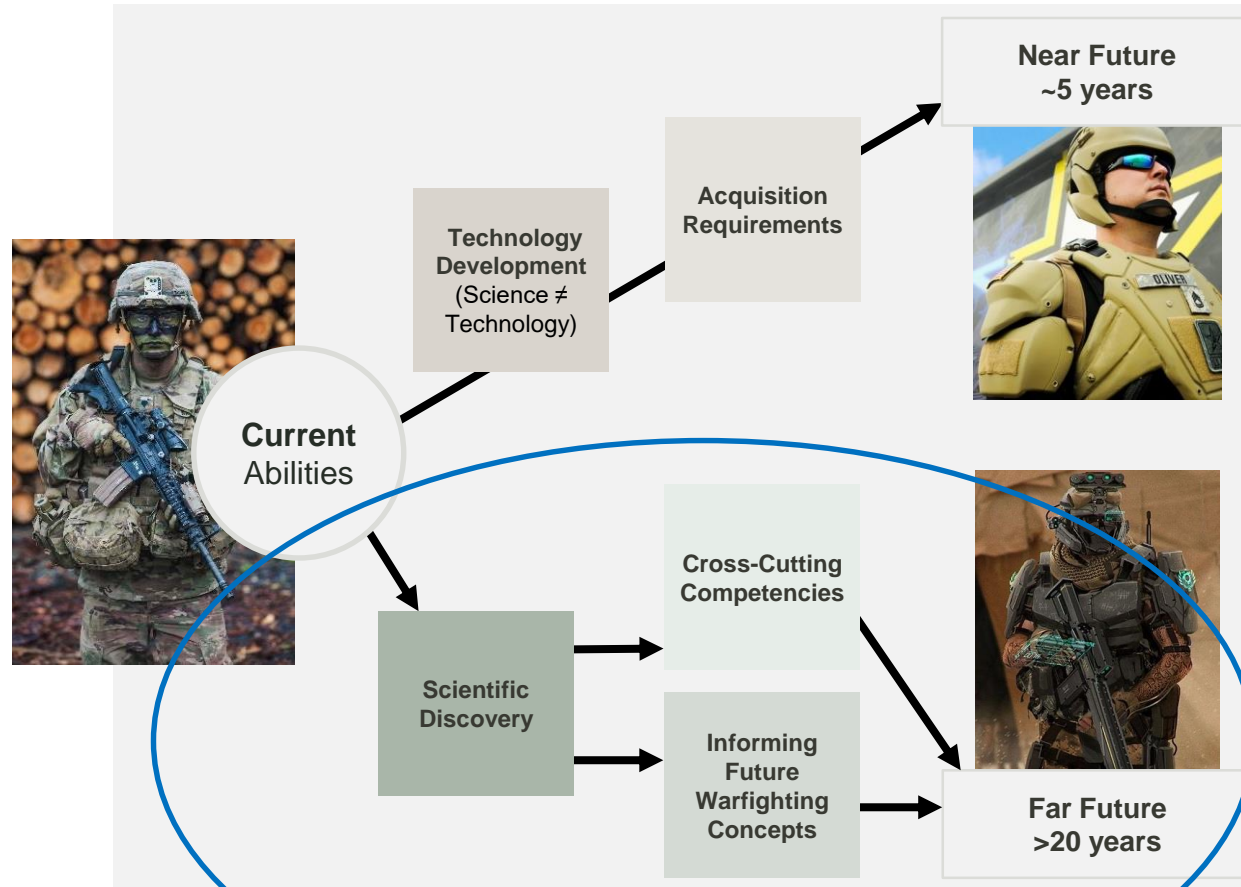 Near Future
~5 years
Acquisition
Requirements
Technology
Development
(Science ≠
Technology)
OLIVER
Current
Abilities
Cross-Cutting
Competencies
Scientific
Discovery
Informing
Future
Warfighting
Concepts
Far Future
>20 years